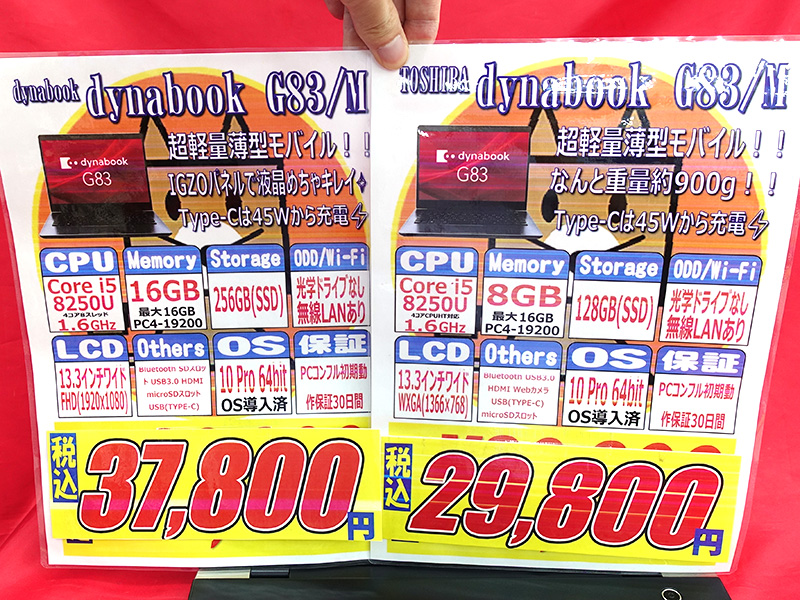 dynabook dynabook G83/M
超軽量薄型モバイル！！
dynabook
G83
IGZOパネルで液晶めちゃキレイ
Type-Cは45Wから充電
CPU
Core i5
8250U
4コア8スレッド
1.6GHz
Memory
16GB
最大16GB
PC4-19200
Storage
256GB(SSD)
ODD/Wi-Fi
光学ドライブなし
無線LANあり
LCD
13.3インチワイド
FHD(1920x1080)
Others
Bluetooth SDスロッ
ト USB3.0 HDMI
microSDスロット
USB(TYPE-C)
OS
10 Pro 64bit
OS導入済
保証
PCコンフル初期動
作保証30日間
税込
37,800円
TOSHIBA dynabook G83/M
超軽量薄型モバイル！！
dynabook
G83
なんと重量約900g！！
Type-Cは45Wから充電
CPU
Core i5
8250U
4コアCPUHT対応
1.6GHz
Memory
8GB
最大16GB
PC4-19200
Storage
128GB(SSD)
ODD/Wi-Fi
光学ドライブなし
無線LANあり
LCD
13.3インチワイド
WXGA(1366×768)
Others
Bluetooth USB3.0
HDMI Webカメラ
USB(TYPE-C)
microSDスロット
OS
10 Pro 64bit
OS導入済
保証
PCコンフル初期動
作保証30日間
税込
29,800円